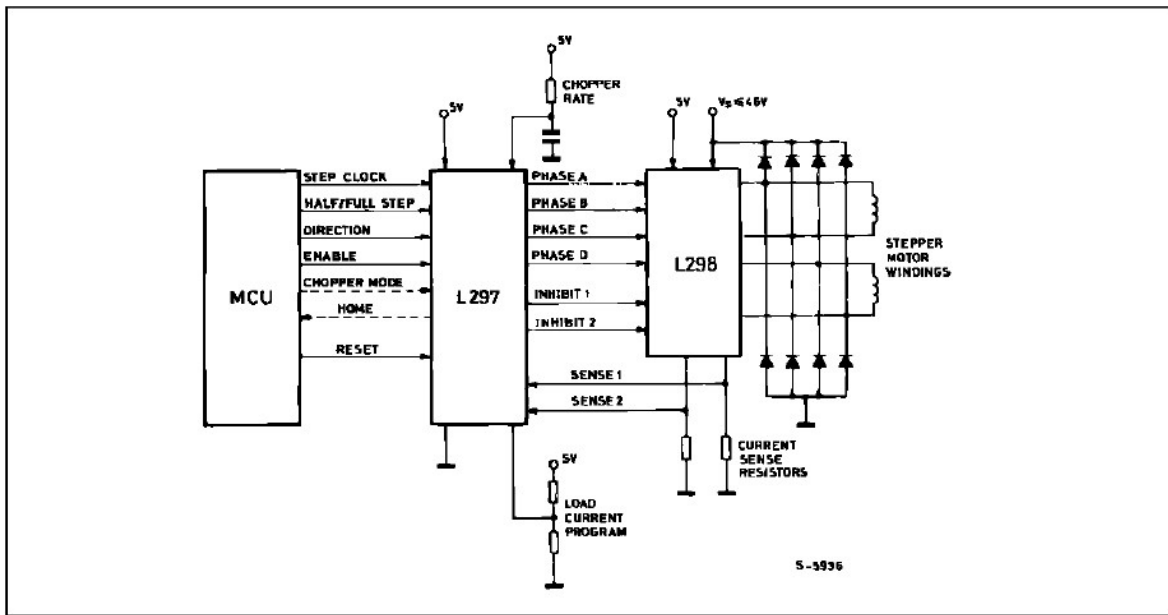 5V
CHOPPER
RATE
5V
5V
Vs ≤ 46V
STEP CLOCK
HALF/FULL STEP
DIRECTION
ENABLE
CHOPPER MODE
HOME
RESET
MCU
L297
PHASE A
PHASE B
PHASE C
PHASE D
INHIBIT 1
INHIBIT 2
SENSE 1
SENSE 2
L298
STEPPER
MOTOR
WINDINGS
CURRENT
SENSE
RESISTORS
5V
LOAD
CURRENT
PROGRAM
S-5936